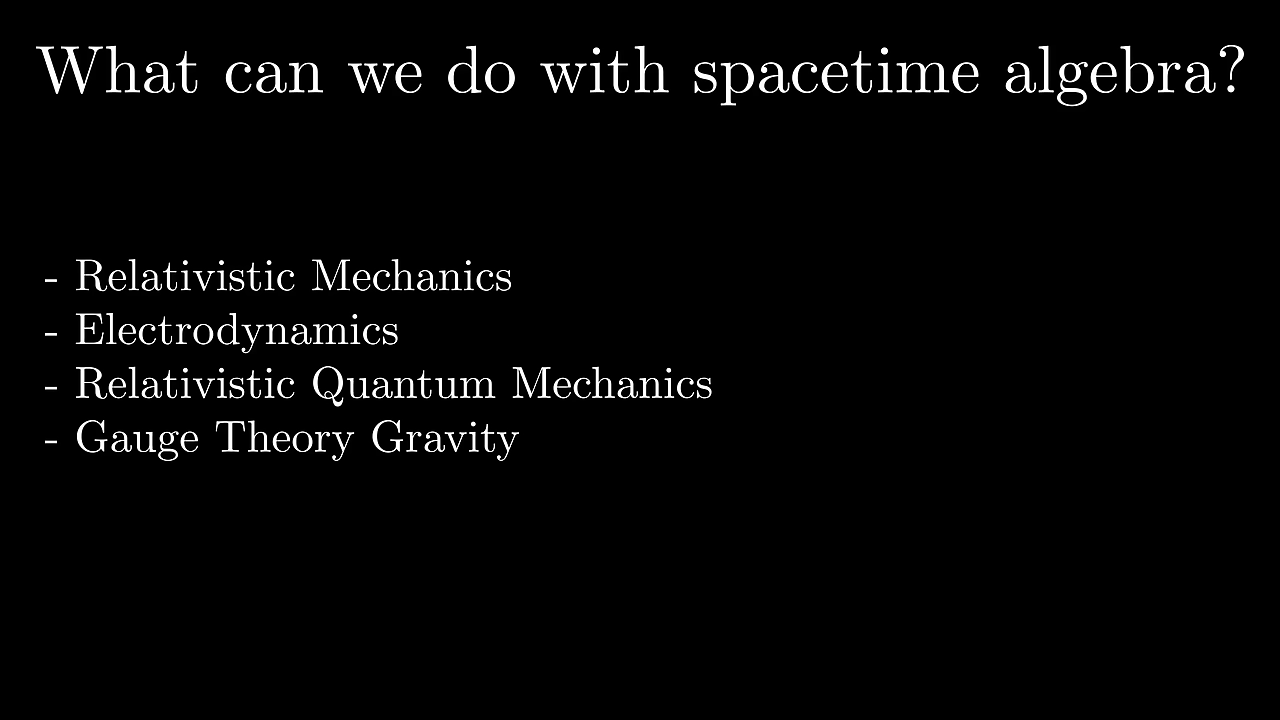 What can we do with spacetime algebra?
- Relativistic Mechanics
- Electrodynamics
- Relativistic Quantum Mechanics
- Gauge Theory Gravity